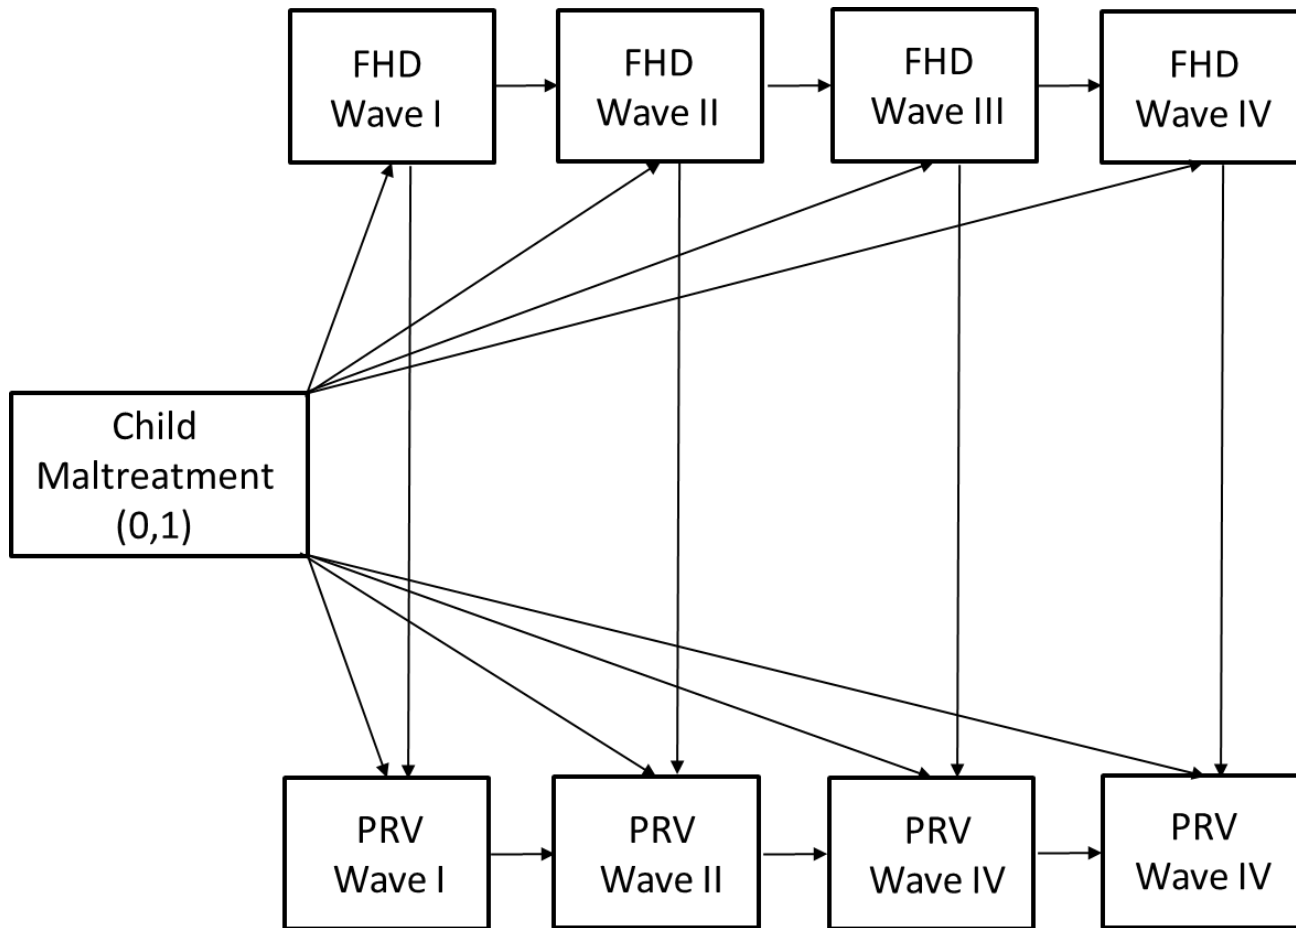 FHD
Wave I
FHD
Wave II
FHD
Wave III
FHD
Wave IV
Child
Maltreatment
(0,1)
PRV
Wave I
PRV
Wave II
PRV
Wave IV
PRV
Wave IV